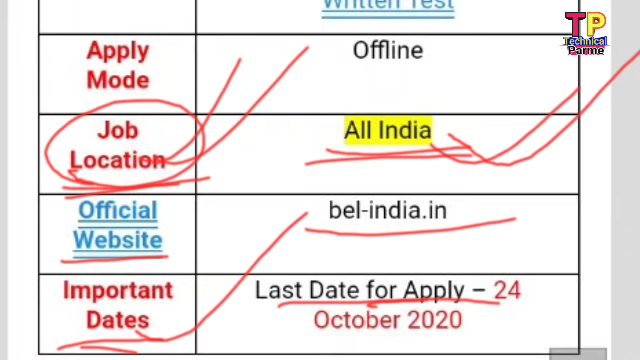 Written Test
TP
Technical
Parme
Apply
Mode
Offline
Job
Location
All India
Official
Website
bel-india.in
Important
Dates
Last Date for Apply – 24
October 2020